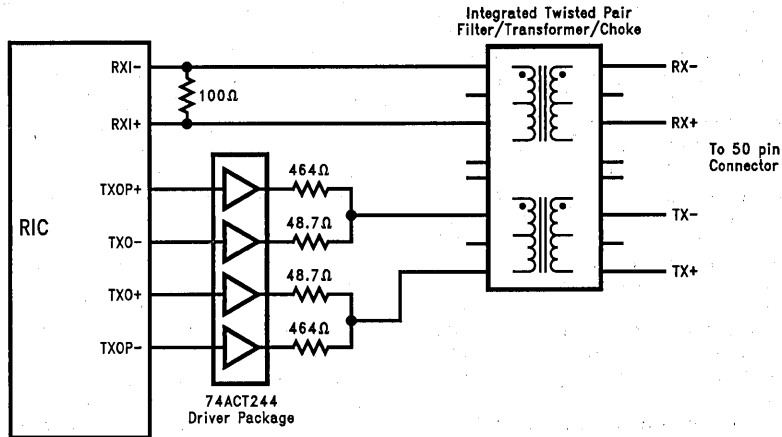 Integrated Twisted Pair
Filter/Transformer/Choke
RXI-
RX-
100Ω
RXI+
RX+
To 50 pin
Connector
464Ω
TXOP+
TX-
RIC
48.7Ω
TXO-
48.7Ω
TX+
TXO+
464Ω
TXOP-
74ACT244
Driver Package